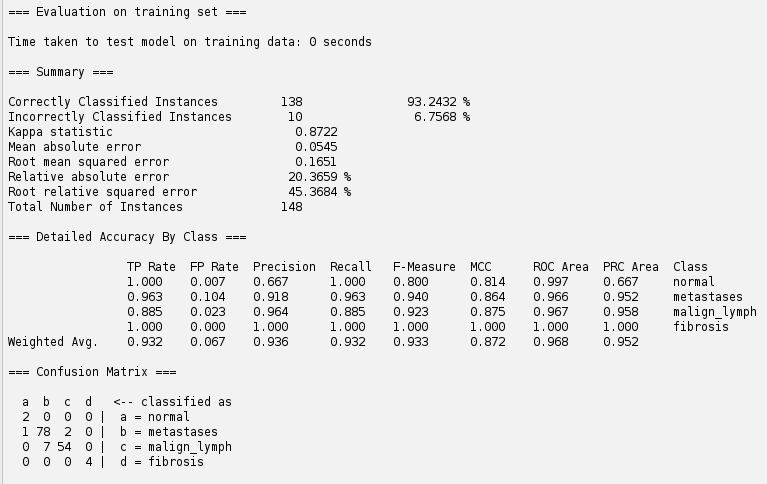 === Evaluation on training set ===
Time taken to test model on training data: 0 seconds
=== Summary ===
Correctly Classified Instances 138 93.2432 %
Incorrectly Classified Instances 10 6.7568 %
Kappa statistic 0.8722
Mean absolute error 0.0545
Root mean squared error 0.1651
Relative absolute error 20.3659 %
Root relative squared error 45.3684 %
Total Number of Instances 148
=== Detailed Accuracy By Class ===
TP Rate FP Rate Precision Recall F-Measure MCC ROC Area PRC Area Class
1.000 0.007 0.667 1.000 0.800 0.814 0.997 0.667 normal
0.963 0.104 0.918 0.963 0.940 0.864 0.966 0.952 metastases
0.885 0.023 0.964 0.885 0.923 0.875 0.967 0.958 malign_lymph
1.000 0.000 1.000 1.000 1.000 1.000 1.000 1.000 fibrosis
Weighted Avg. 0.932 0.067 0.936 0.932 0.933 0.872 0.968 0.952
=== Confusion Matrix ===
a b c d <-- classified as
2 0 0 0 | a = normal
1 78 2 0 | b = metastases
0 7 54 0 | c = malign_lymph
0 0 0 4 | d = fibrosis